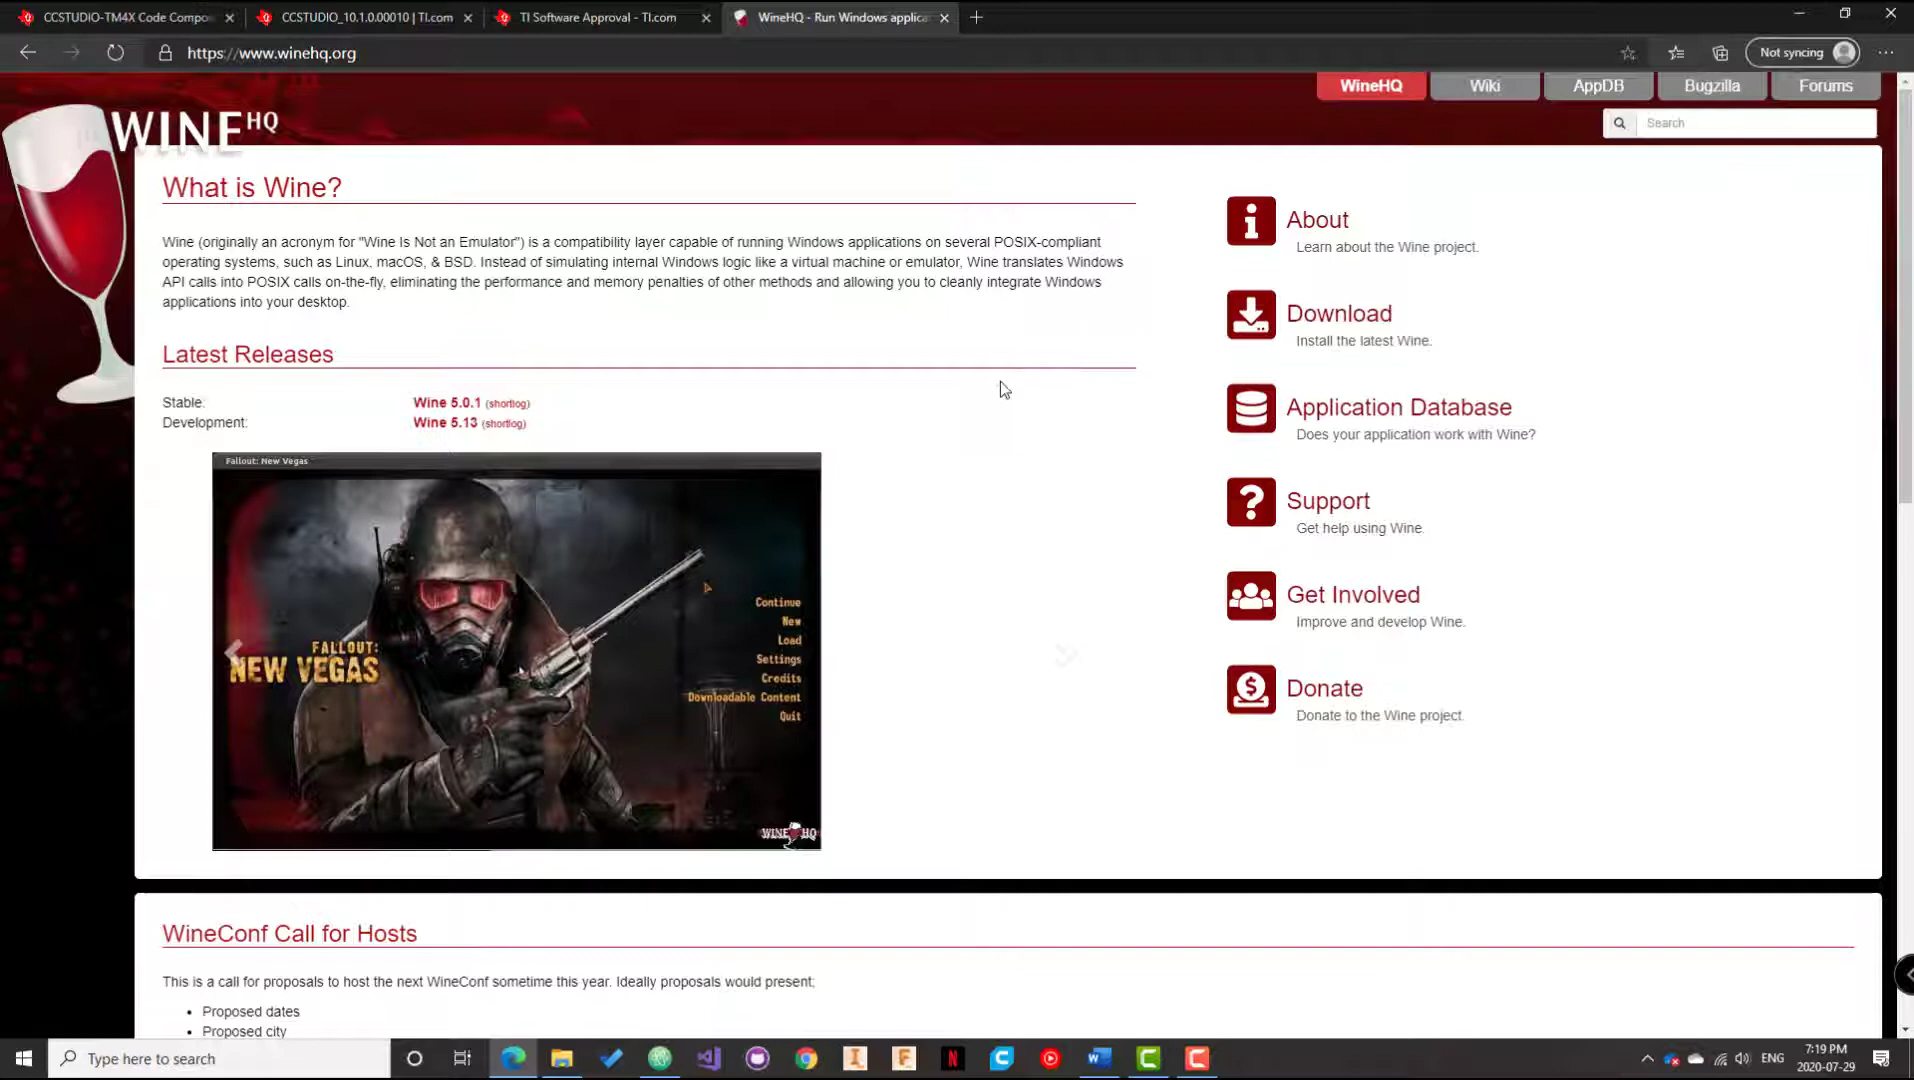 CCSTUDIO-TM4X Code Compo
CCSTUDIO_10.1.0.00010 | TI.com
TI Software Approval - TI.com
WineHQ - Run Windows applica
https://www.winehq.org
Not syncing
WineHQ
Wiki
AppDB
Bugzilla
Forums
WINE HQ
Search
What is Wine?
Wine (originally an acronym for "Wine Is Not an Emulator") is a compatibility layer capable of running Windows applications on several POSIX-compliant
operating systems, such as Linux, macOS, & BSD. Instead of simulating internal Windows logic like a virtual machine or emulator, Wine translates Windows
API calls into POSIX calls on-the-fly, eliminating the performance and memory penalties of other methods and allowing you to cleanly integrate Windows
applications into your desktop.
Latest Releases
Stable: Wine 5.0.1 (shortlog)
Development: Wine 5.13 (shortlog)
Fallout: New Vegas
FALLOUT:
NEW VEGAS
Continue
New
Load
Settings
Credits
Downloadable Content
Quit
WINE HQ
About
Learn about the Wine project.
Download
Install the latest Wine.
Application Database
Does your application work with Wine?
Support
Get help using Wine.
Get Involved
Improve and develop Wine.
Donate
Donate to the Wine project.
WineConf Call for Hosts
This is a call for proposals to host the next WineConf sometime this year. Ideally proposals would present;
• Proposed dates
• Proposed city
Type here to search
ENG
7:19 PM
2020-07-29